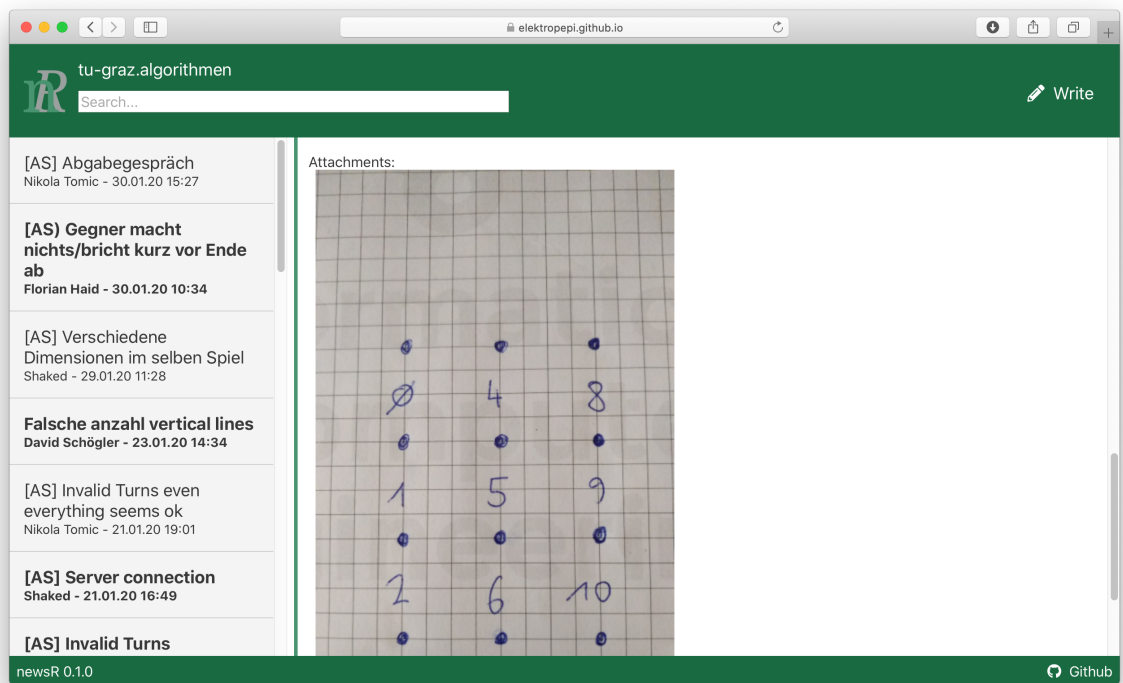 elektropepi.github.io
nR
tu-graz.algorithmen
Search...
Write
[AS] Abgabegespräch
Nikola Tomic - 30.01.20 15:27
[AS) Gegner macht
nichts/bricht kurz vor Ende
ab
Florian Haid - 30.01.20 10:34
[AS] Verschiedene
Dimensionen im selben Spiel
Shaked - 29.01.20 11:28
Falsche anzahl vertical lines
David Schögler - 23.01.20 14:34
[AS] Invalid Turns even
everything seems ok
Nikola Tomic - 21.01.20 19:01
[AS] Server connection
Shaked - 21.01.20 16:49
[AS] Invalid Turns
Attachments:
0 4 8
1 5 9
2 6 10
newsR 0.1.0
Github